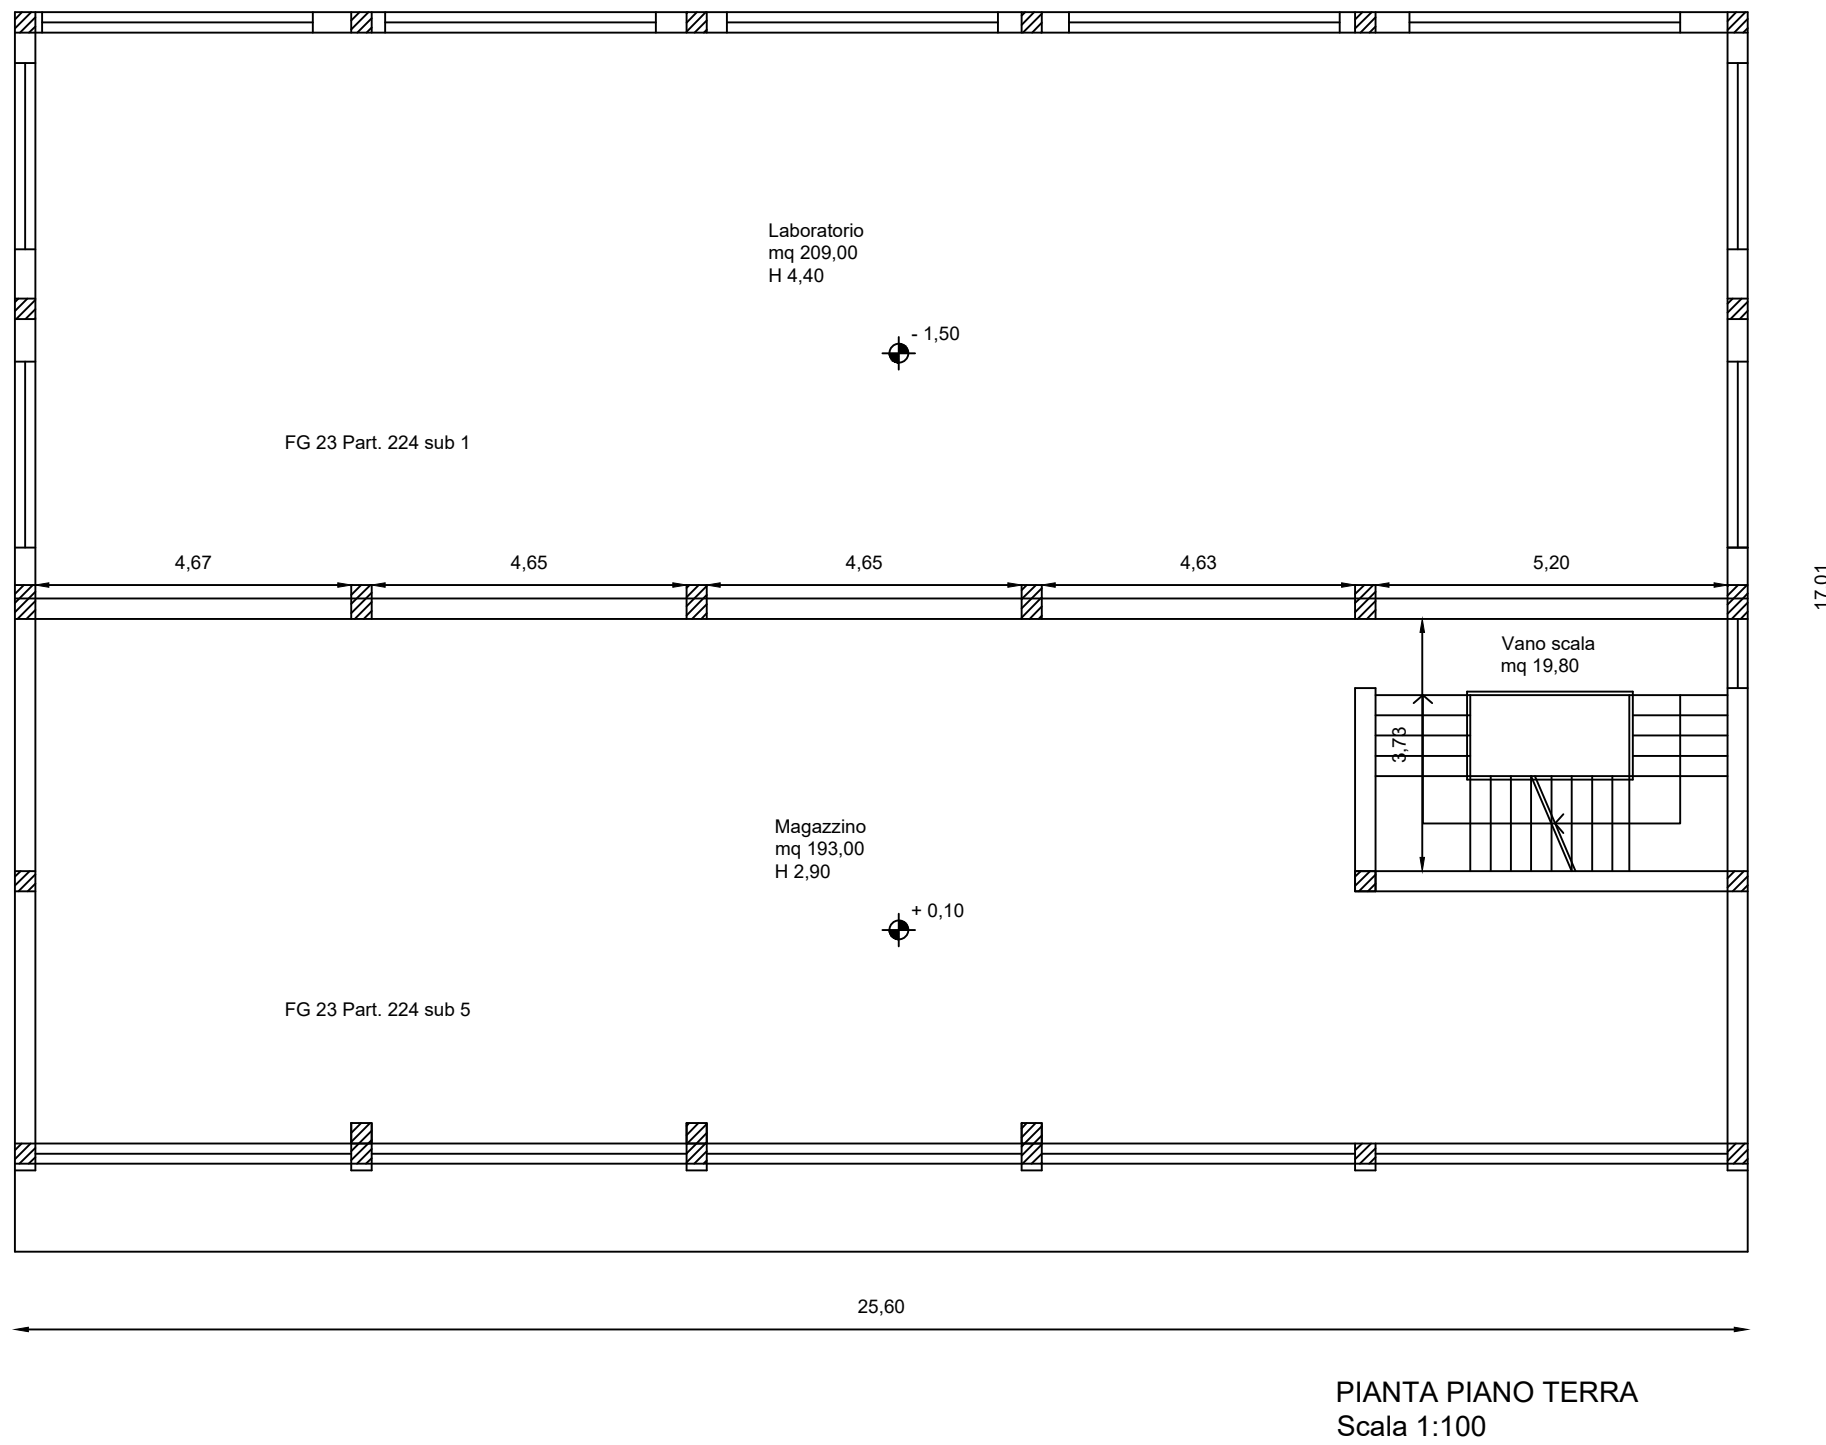 Laboratorio
mq 209,00
H 4,40
- 1,50
FG 23 Part. 224 sub 1
4,67
4,65
4,65
4,63
5,20
17,01
Vano scala
mq 19,80
3,73
Magazzino
mq 193,00
H 2,90
+ 0,10
FG 23 Part. 224 sub 5
25,60
PIANTA PIANO TERRA
Scala 1:100